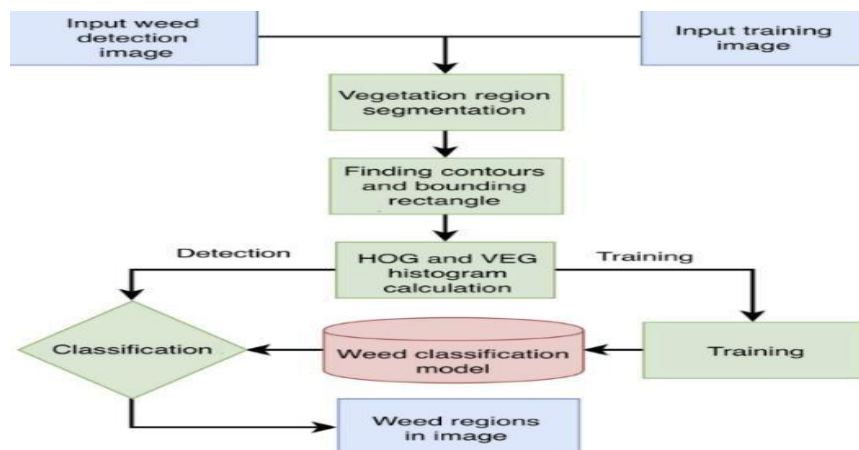 Input weed
detection
image
Input training
image
Vegetation region
segmentation
Finding contours
and bounding
rectangle
Detection
HOG and VEG
histogram
calculation
Training
Classification
Weed classification
model
Training
Weed regions
in image